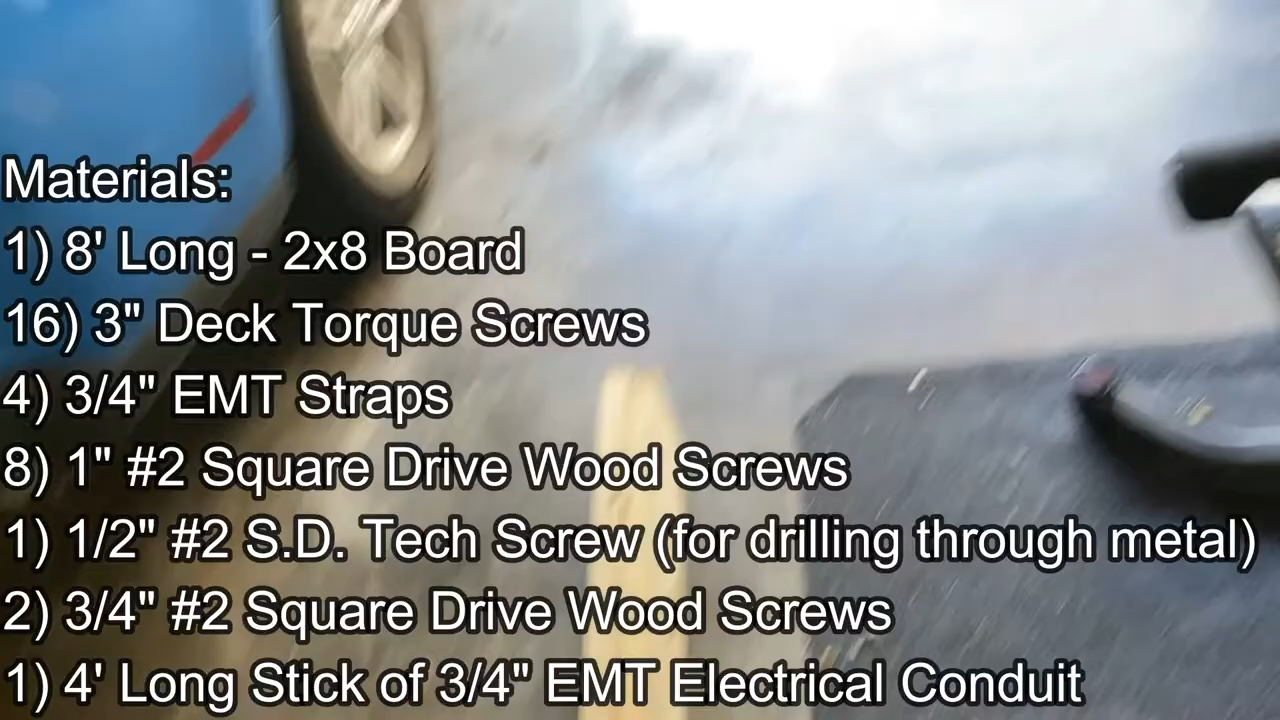 Materials:
1) 8' Long - 2x8 Board
16) 3" Deck Torque Screws
4) 3/4" EMT Straps
8) 1" #2 Square Drive Wood Screws
1) 1/2" #2 S.D. Tech Screw (for drilling through metal)
2) 3/4" #2 Square Drive Wood Screws
1) 4' Long Stick of 3/4" EMT Electrical Conduit